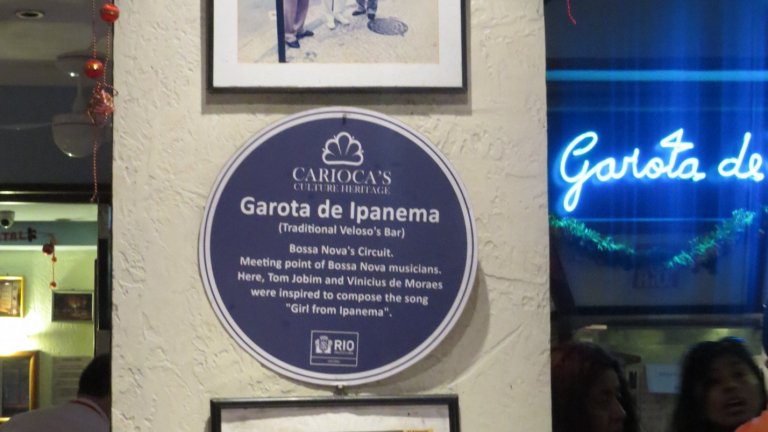 CARIOCA'S
CULTURE HERITAGE
Garota de Ipanema
(Traditional Veloso's Bar)
Bossa Nova's Circuit.
Meeting point of Bossa Nova musicians.
Here, Tom Jobim and Vinicius de Moraes
were inspired to compose the song
"Girl from Ipanema".
RIO
Garota de